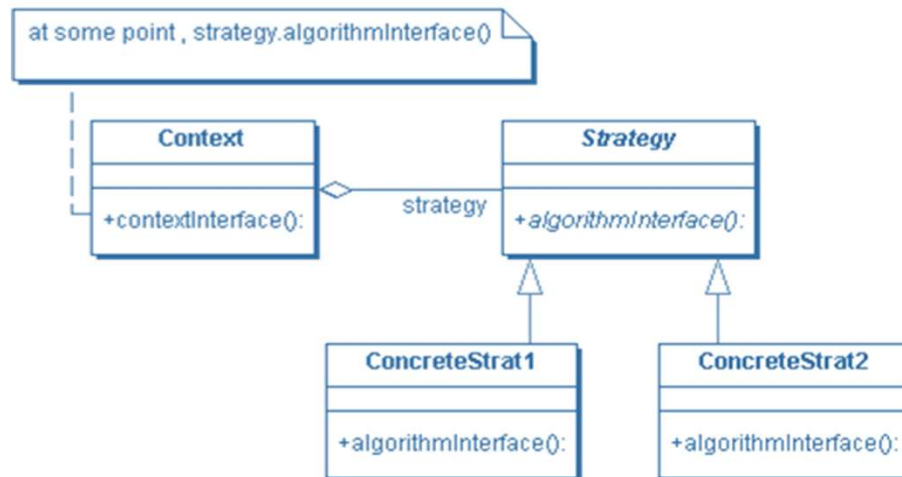 at some point , strategy.algorithmInterface()
Context
Strategy
+contextInterface():
strategy
+algorithmInterface():
ConcreteStrat1
ConcreteStrat2
+algorithmInterface():
+algorithmInterface():